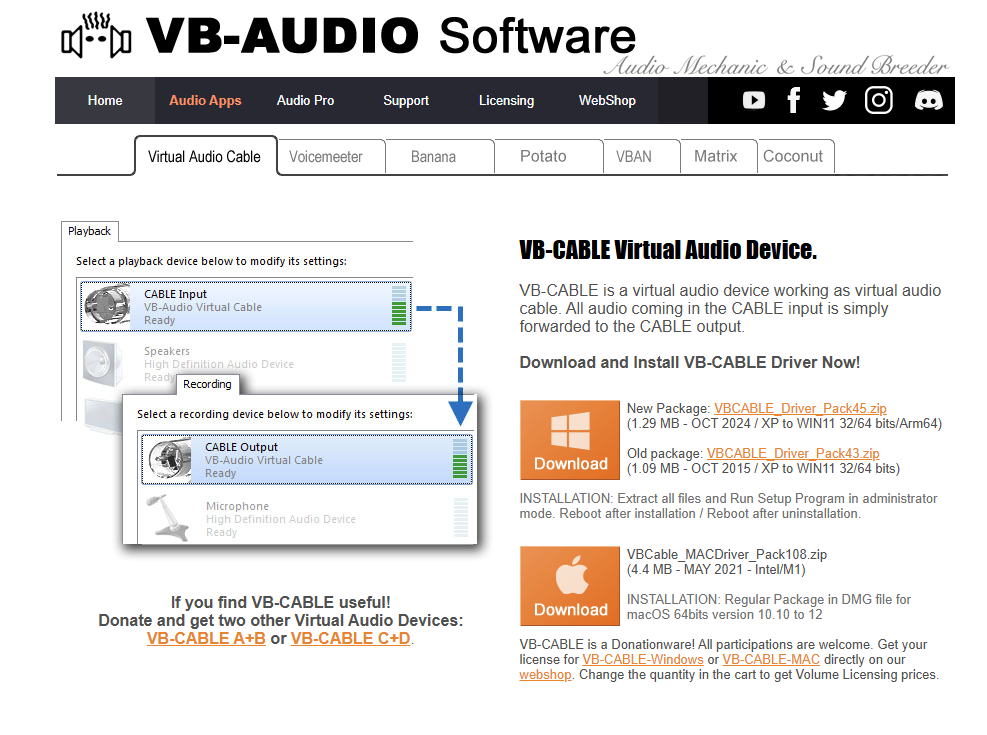 VB-AUDIO Software
Audio Mechanic & Sound Breeder
Home Audio Apps Audio Pro Support Licensing WebShop
Virtual Audio Cable Voicemeeter Banana Potato VBAN Matrix Coconut
Playback
Select a playback device below to modify its settings:
CABLE Input
VB-Audio Virtual Cable
Ready
Speakers
High Definition Audio Device
Ready
Recording
Select a recording device below to modify its settings:
CABLE Output
VB-Audio Virtual Cable
Ready
Microphone
High Definition Audio Device
Ready
If you find VB-CABLE useful!
Donate and get two other Virtual Audio Devices:
VB-CABLE A+B or VB-CABLE C+D.
VB-CABLE Virtual Audio Device.
VB-CABLE is a virtual audio device working as virtual audio
cable. All audio coming in the CABLE input is simply
forwarded to the CABLE output.
Download and Install VB-CABLE Driver Now!
Download
New Package: VBCABLE_Driver_Pack45.zip
(1.29 MB - OCT 2024 / XP to WIN11 32/64 bits/Arm64)
Old package: VBCABLE_Driver_Pack43.zip
(1.09 MB - OCT 2015 / XP to WIN11 32/64 bits)
INSTALLATION: Extract all files and Run Setup Program in administrator
mode. Reboot after installation / Reboot after uninstallation.
Download
VBCable_MACDriver_Pack108.zip
(4.4 MB - MAY 2021 - Intel/M1)
INSTALLATION: Regular Package in DMG file for
macOS 64bits version 10.10 to 12
VB-CABLE is a Donationware! All participations are welcome. Get your
license for VB-CABLE-Windows or VB-CABLE-MAC directly on our
webshop. Change the quantity in the cart to get Volume Licensing prices.